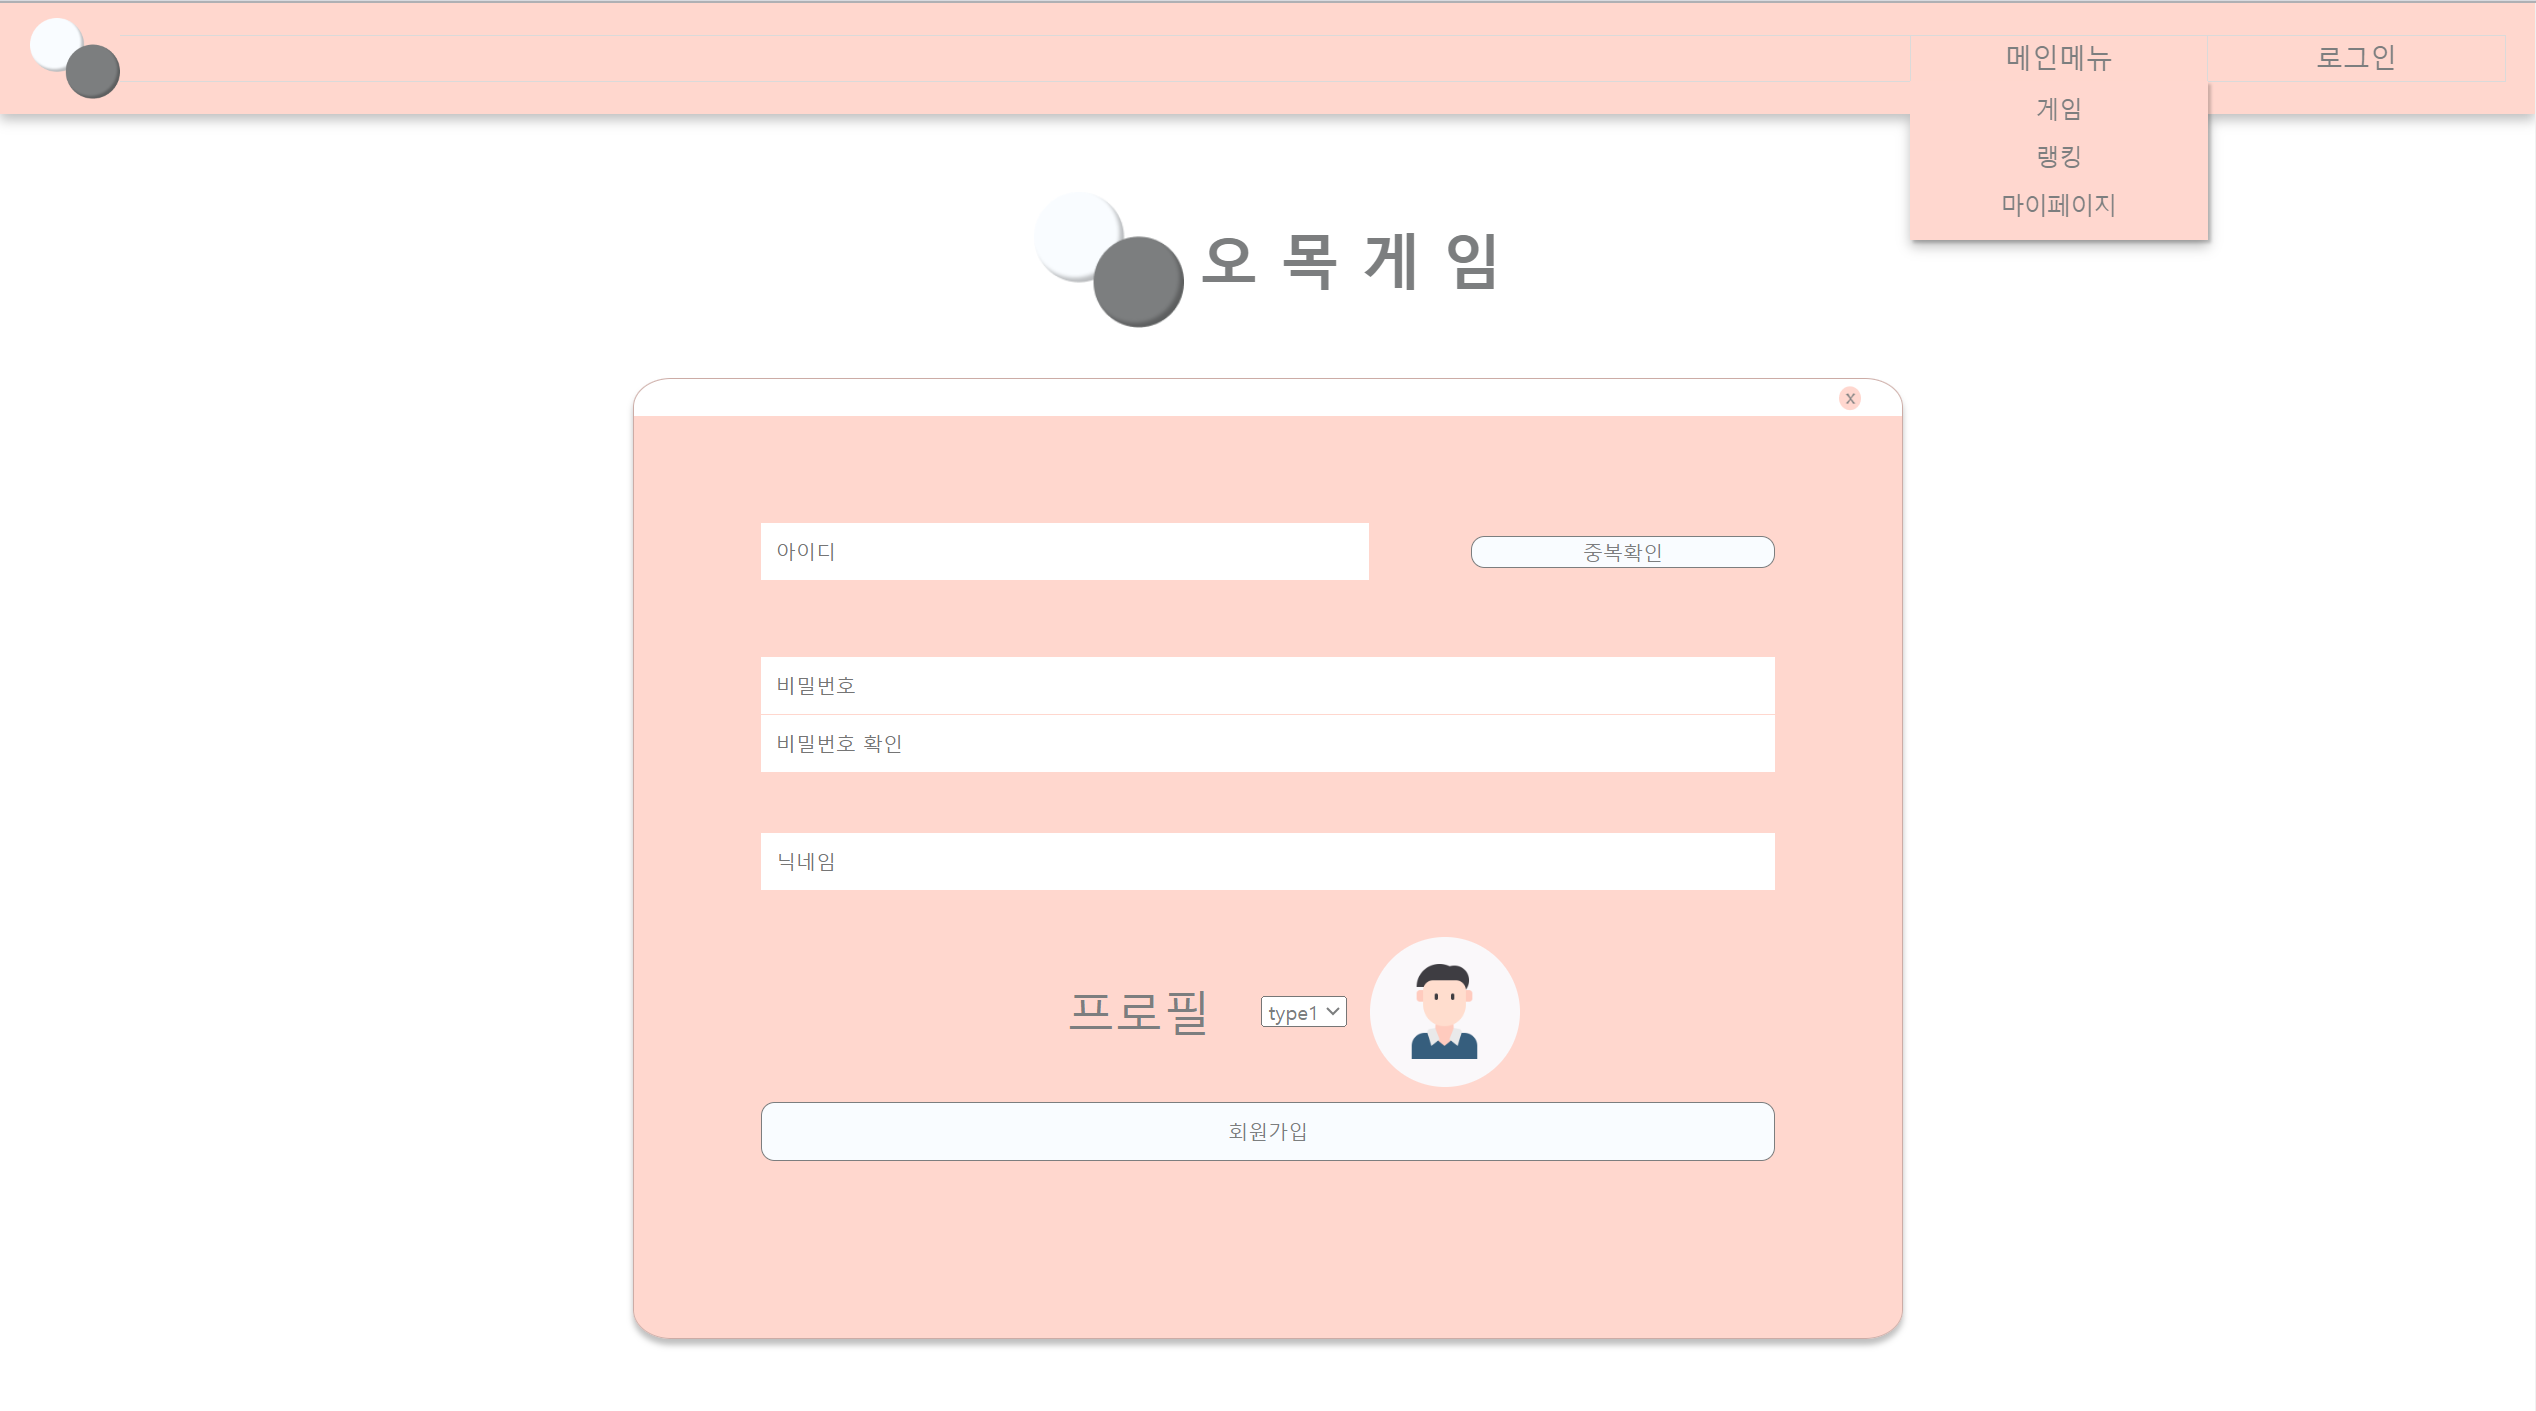 메인메뉴
로그인
게임
랭킹
마이페이지
오 목 게 임
x
아이디
중복확인
비밀번호
비밀번호 확인
닉네임
프로필
type1
회원가입